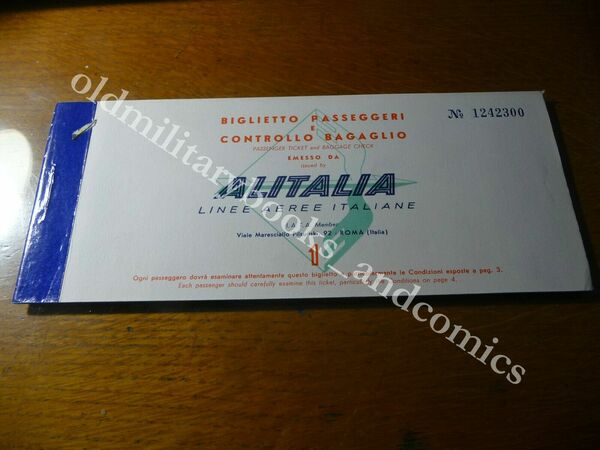 BIGLIETTO PASSEGGERI
E
CONTROLLO BAGAGLIO
PASSENGER TICKET and BAGGAGE CHECK
EMESSO DA
issued by
ALITALIA
LINEE AEREE ITALIANE
I.A.T.A. Member
Viale Maresciallo 92 - ROMA (Italia)
1
Ogni passeggero dovrà esaminare attentamente questo biglietto le Condizioni esposte a pag. 3.
Each passenger should carefully examine this ticket, Conditions on page 4.
№ 1242300
oldmilitarybooks_andcomics